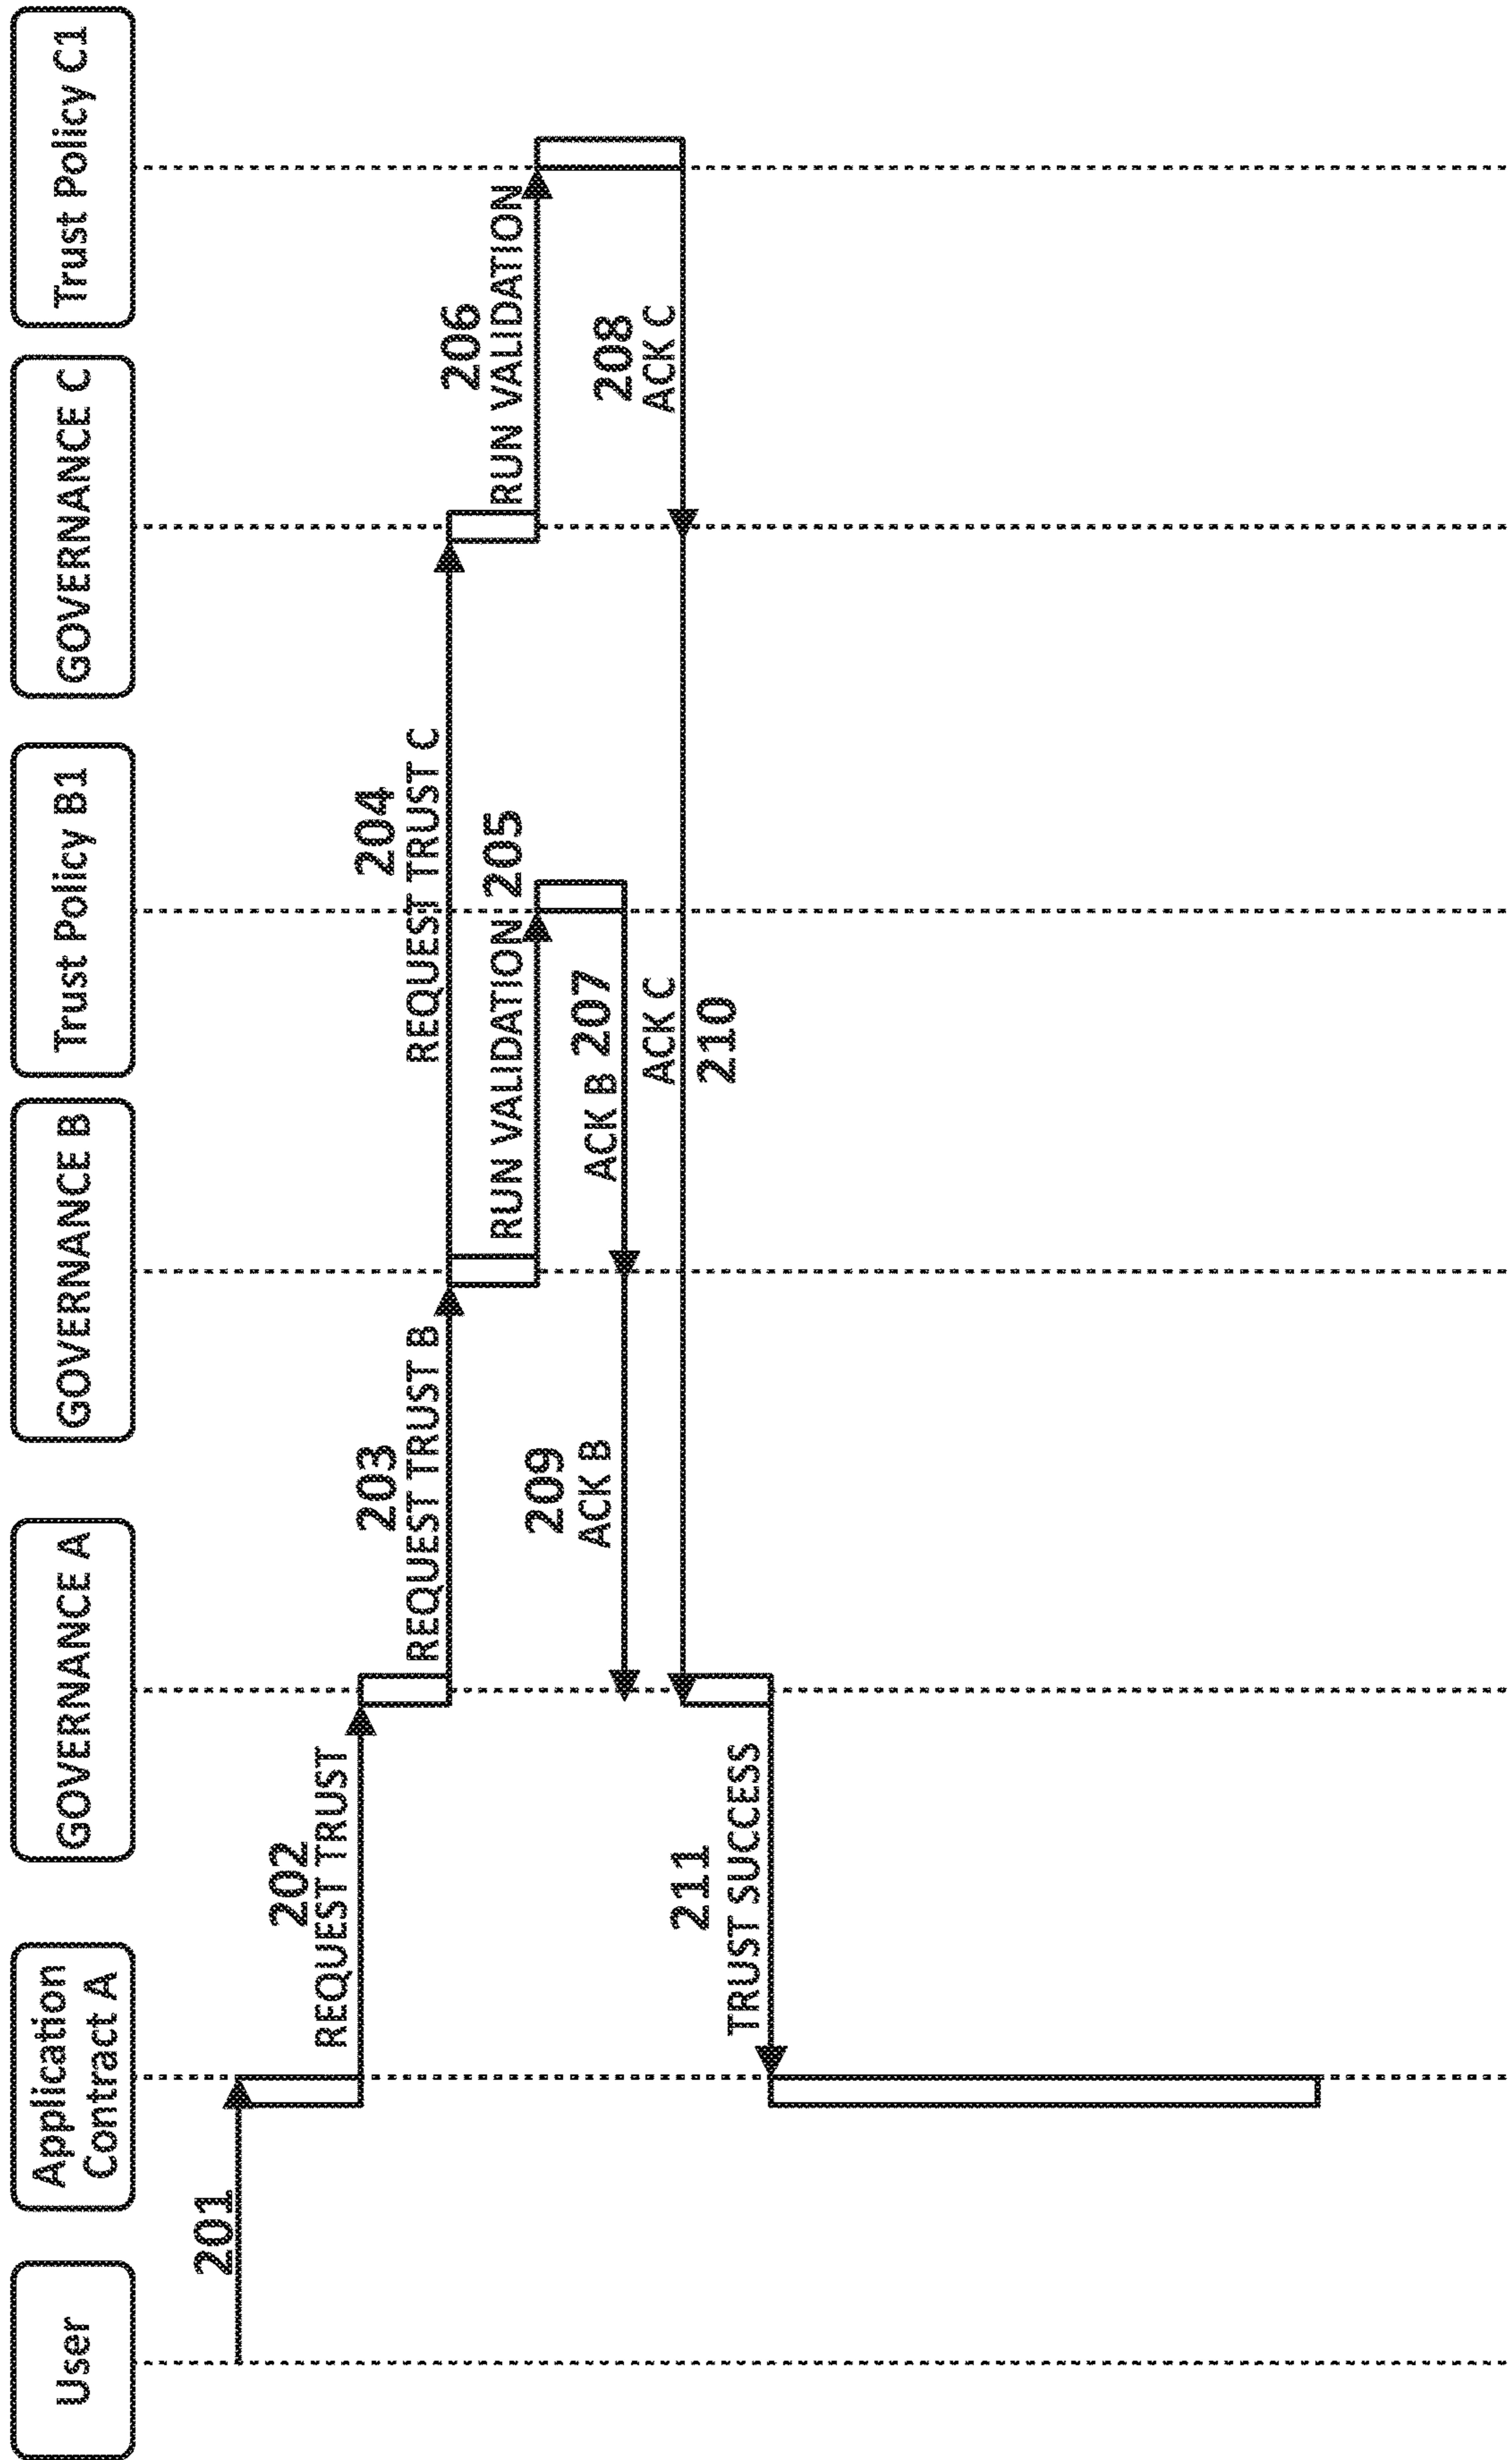 User
Application
Contract A
GOVERNANCE A
GOVERNANCE B
Trust Policy B1
GOVERNANCE C
Trust Policy C1
201
202
REQUEST TRUST
203
REQUEST TRUST B
204
REQUEST TRUST C
RUN VALIDATION 205
206
RUN VALIDATION
ACK B 207
208
ACK C
209
ACK B
ACK C
210
211
TRUST SUCCESS